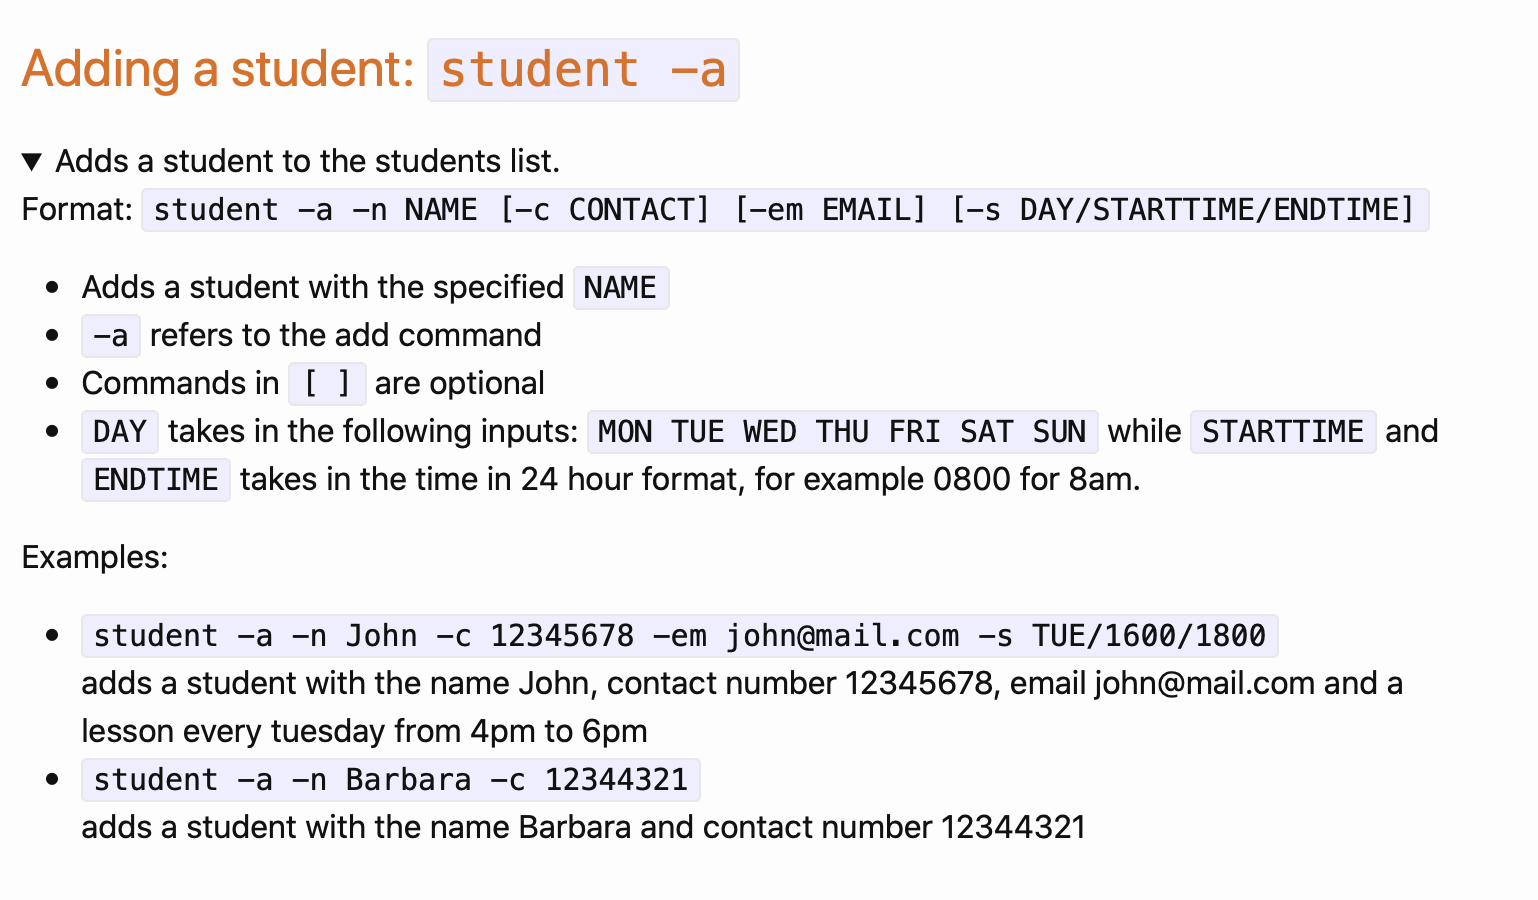 Adding a student: student -a
▼ Adds a student to the students list.
Format: student -a -n NAME [-c CONTACT] [-em EMAIL] [-s DAY/STARTTIME/ENDTIME]
• Adds a student with the specified NAME
• -a refers to the add command
• Commands in [ ] are optional
• DAY takes in the following inputs: MON TUE WED THU FRI SAT SUN while STARTTIME and
ENDTIME takes in the time in 24 hour format, for example 0800 for 8am.
Examples:
• student -a -n John -c 12345678 -em john@mail.com -s TUE/1600/1800
adds a student with the name John, contact number 12345678, email john@mail.com and a
lesson every tuesday from 4pm to 6pm
• student -a -n Barbara -c 12344321
adds a student with the name Barbara and contact number 12344321